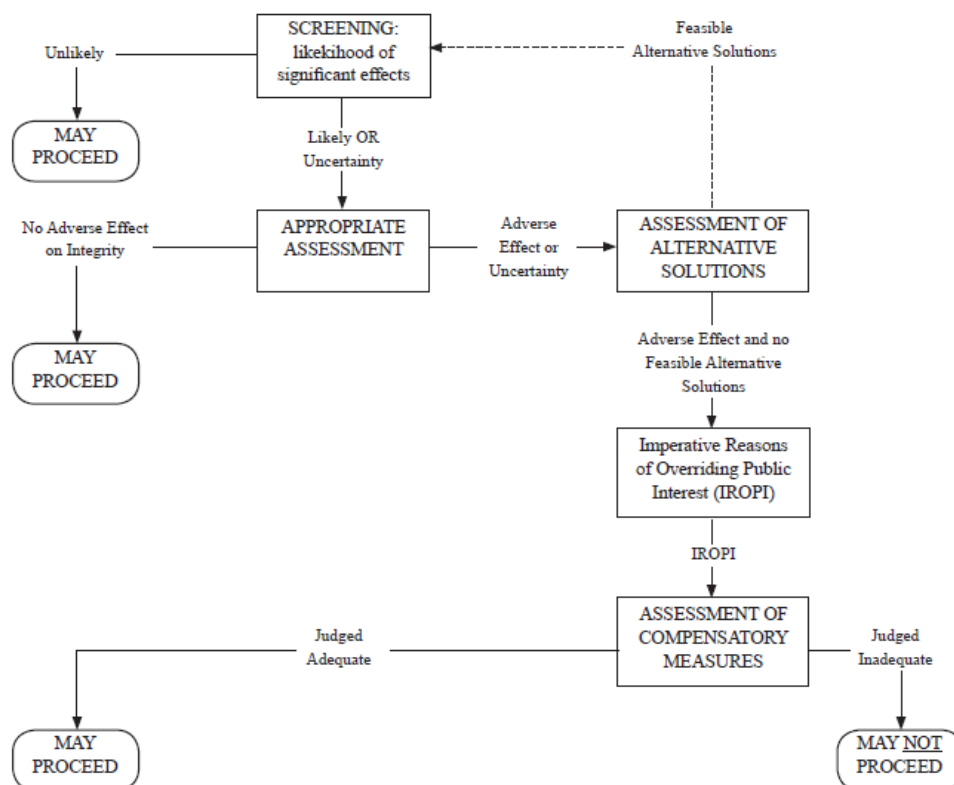 SCREENING:
likekihood of
significant effects
Feasible
Alternative Solutions
Unlikely
MAY
PROCEED
Likely OR
Uncertainty
No Adverse Effect
on Integrity
APPROPRIATE
ASSESSMENT
Adverse
Effect or
Uncertainty
ASSESSMENT OF
ALTERNATIVE
SOLUTIONS
MAY
PROCEED
Adverse Effect and no
Feasible Alternative
Solutions
Imperative Reasons
of Overriding Public
Interest (IROPI)
IROPI
ASSESSMENT OF
COMPENSATORY
MEASURES
Judged
Adequate
Judged
Inadequate
MAY
PROCEED
MAY NOT
PROCEED